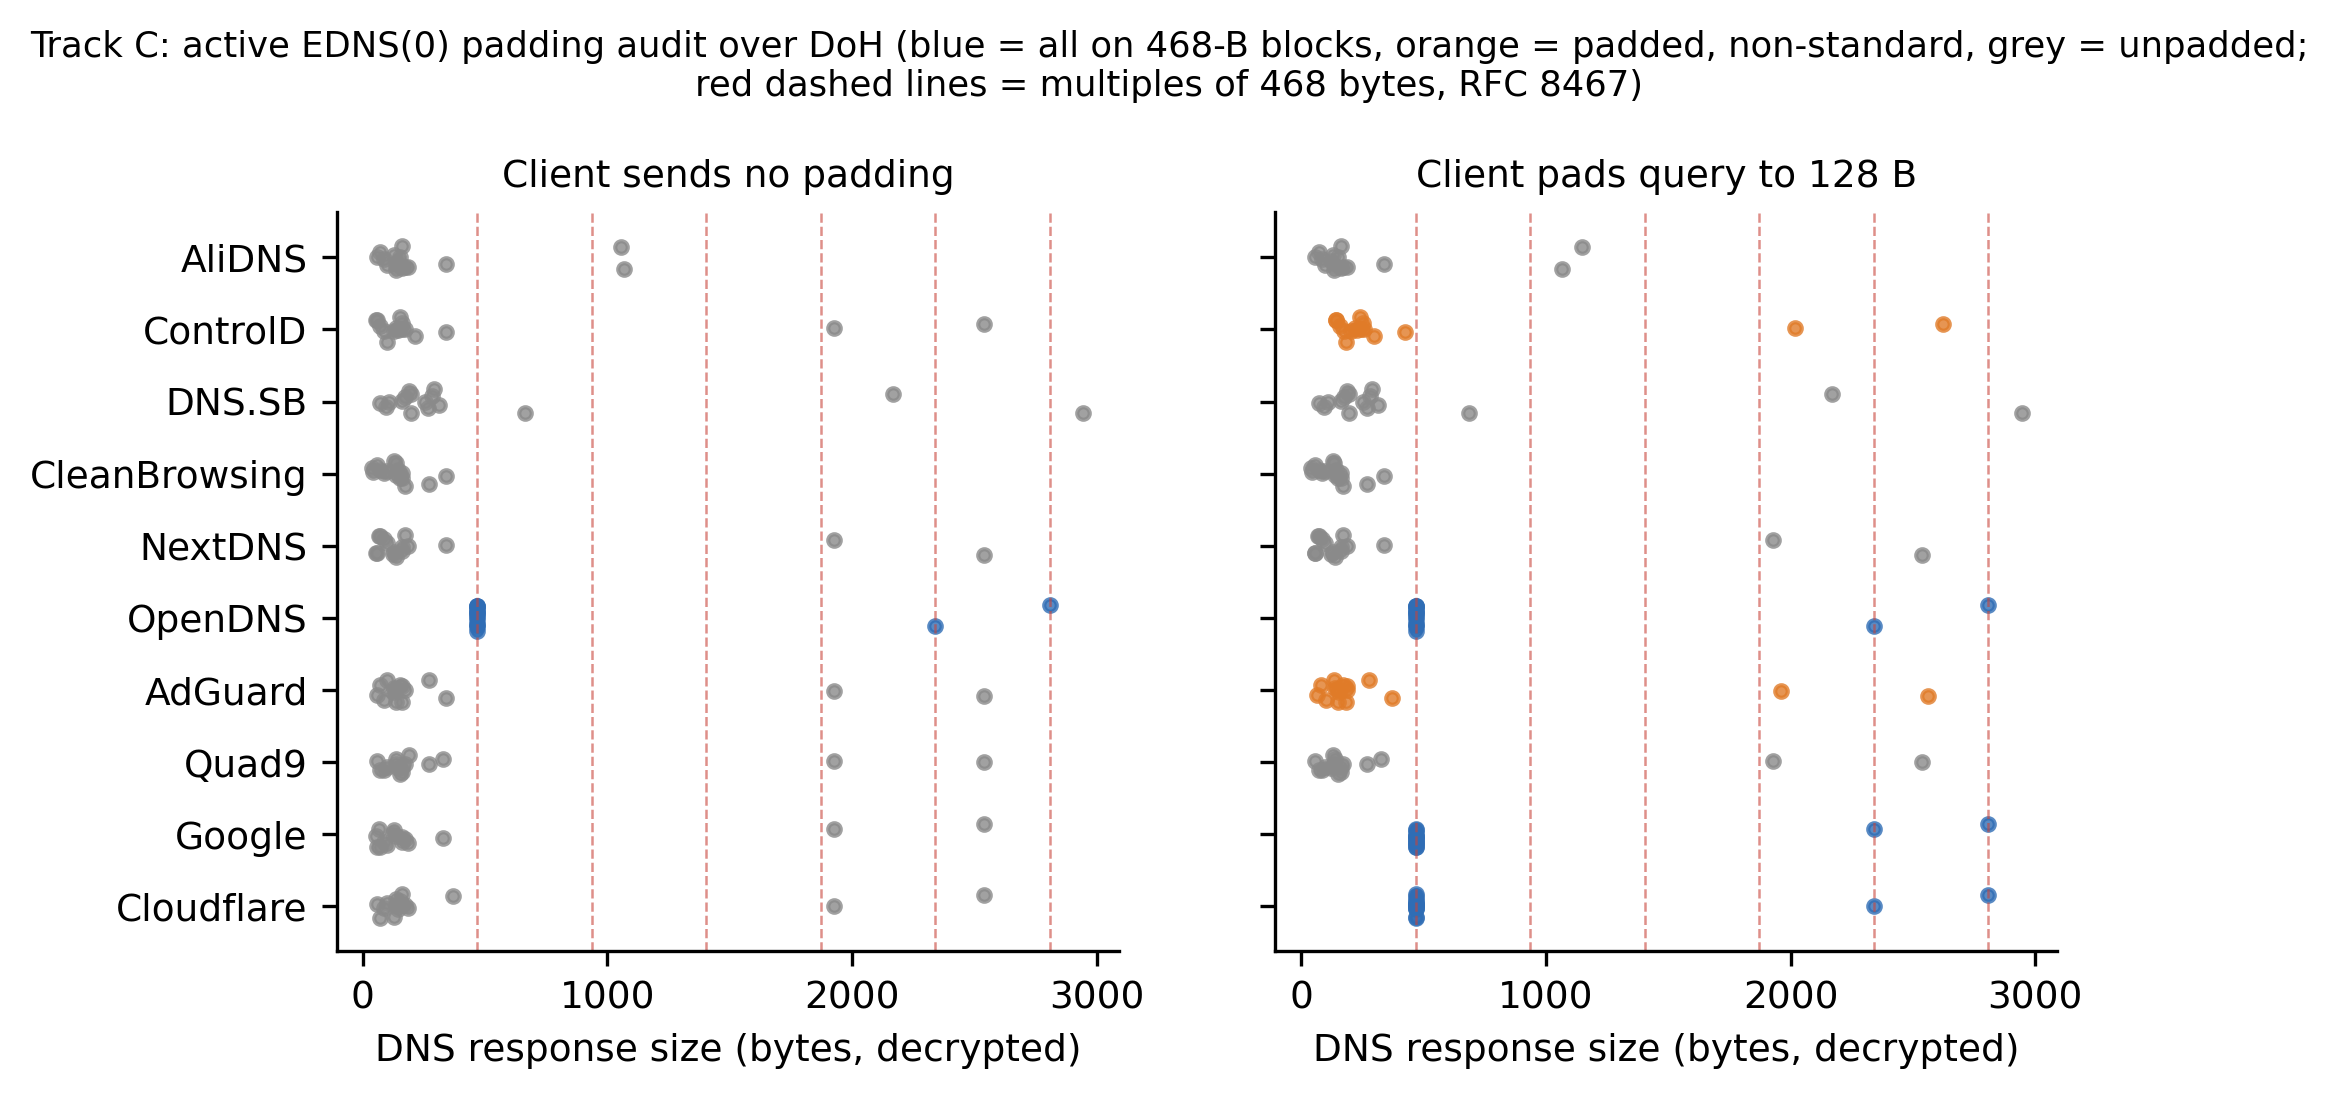 Track C: active EDNS(0) padding audit over DoH (blue = all on 468-B blocks, orange = padded, non-standard, grey = unpadded;
red dashed lines = multiples of 468 bytes, RFC 8467)
Client sends no padding
Client pads query to 128 B
AliDNS
ControlD
DNS.SB
CleanBrowsing
NextDNS
OpenDNS
AdGuard
Quad9
Google
Cloudflare
0 1000 2000 3000
0 1000 2000 3000
DNS response size (bytes, decrypted)
DNS response size (bytes, decrypted)